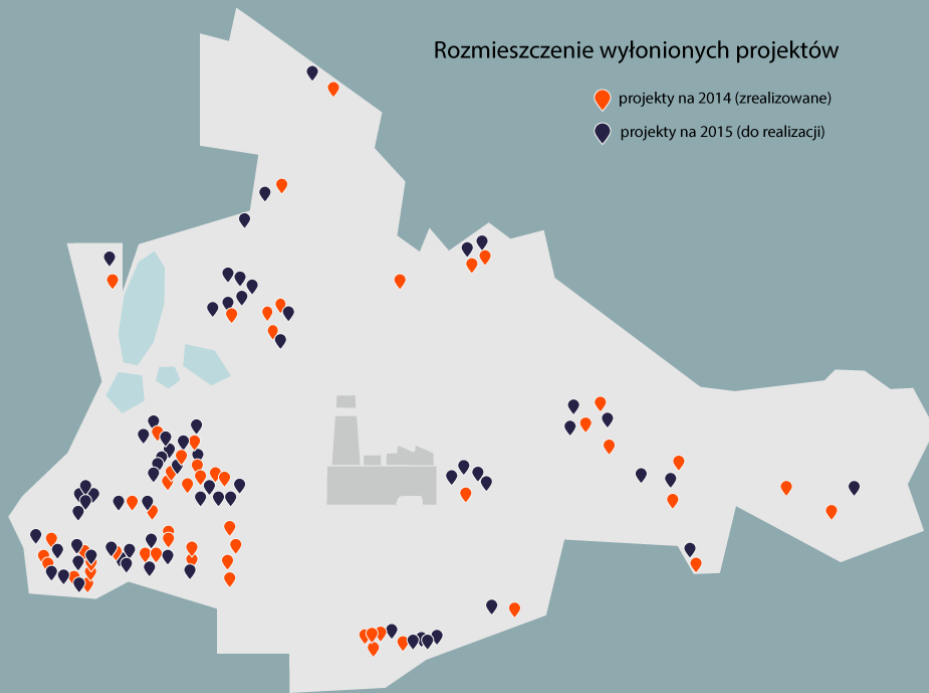 Rozmieszczenie wyłonionych projektów
projekty na 2014 (zrealizowane)
projekty na 2015 (do realizacji)